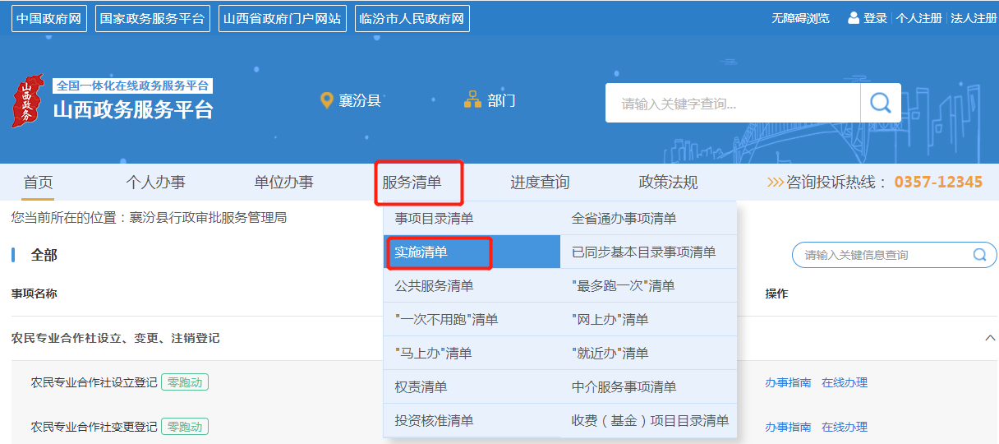 中国政府网 国家政务服务平台 山西省政府门户网站 临汾市人民政府网 无障碍浏览 登录 个人注册 法人注册
山西政务
全国一体化在线政务服务平台
山西政务服务平台
襄汾县 部门 请输入关键字查询...
首页 个人办事 单位办事 服务清单 进度查询 政策法规 咨询投诉热线： 0357-12345
您当前所在的位置：襄汾县行政审批服务管理局
事项目录清单 全省通办事项清单
全部
实施清单 已同步基本目录事项清单
请输入关键信息查询
事项名称
公共服务清单 "最多跑一次"清单
操作
"一次不用跑"清单 "网上办"清单
农民专业合作社设立、变更、注销登记
"马上办"清单 "就近办"清单
农民专业合作社设立登记 零跑动
权责清单 中介服务事项清单
办事指南 在线办理
农民专业合作社变更登记 零跑动
投资核准清单 收费（基金）项目目录清单
办事指南 在线办理